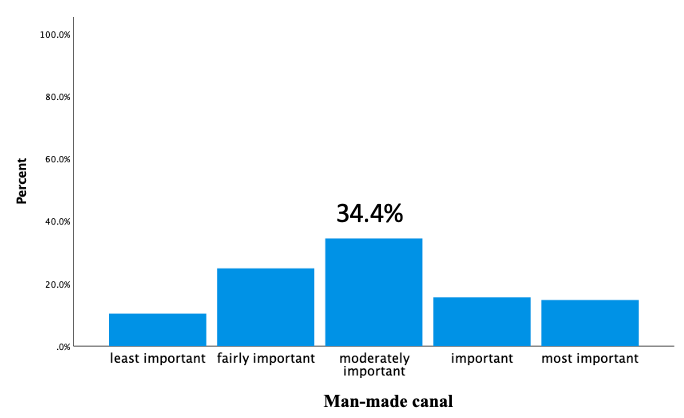 100.0%
80.0%
60.0%
40.0%
20.0%
.0%
Percent
34.4%
least important
fairly important
moderately
important
important
most important
Man-made canal